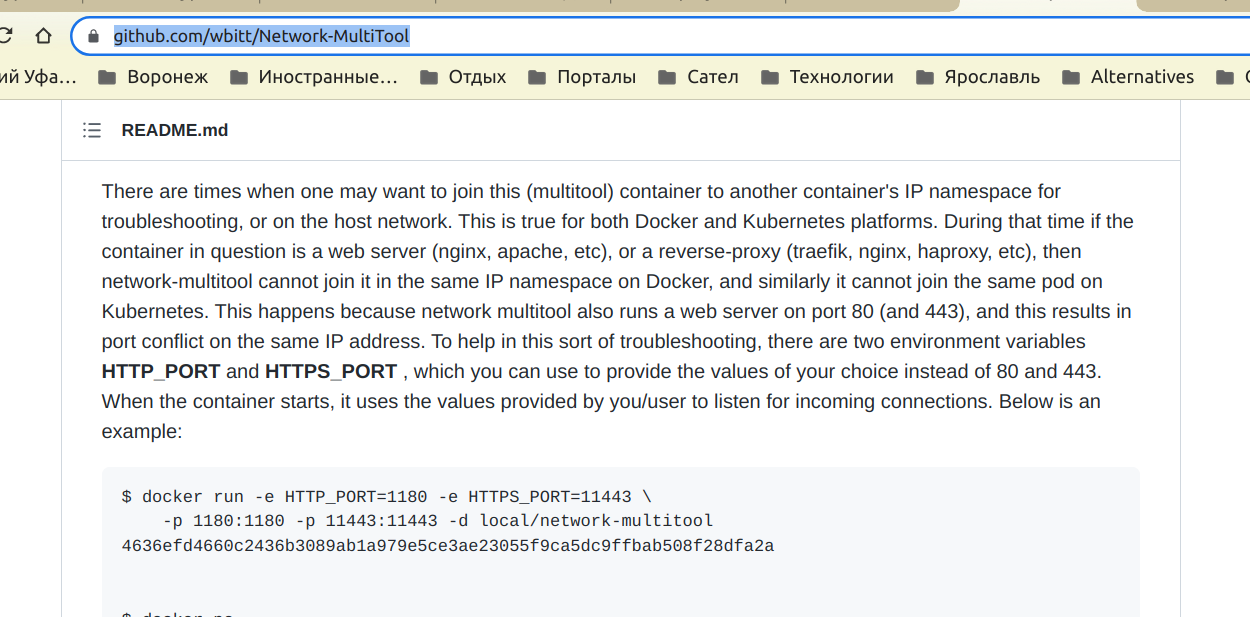 github.com/wbitt/Network-MultiTool
ий Уфа… Воронеж Иностранные… Отдых Порталы Сател Технологии Ярославль Alternatives
README.md
There are times when one may want to join this (multitool) container to another container's IP namespace for
troubleshooting, or on the host network. This is true for both Docker and Kubernetes platforms. During that time if the
container in question is a web server (nginx, apache, etc), or a reverse-proxy (traefik, nginx, haproxy, etc), then
network-multitool cannot join it in the same IP namespace on Docker, and similarly it cannot join the same pod on
Kubernetes. This happens because network multitool also runs a web server on port 80 (and 443), and this results in
port conflict on the same IP address. To help in this sort of troubleshooting, there are two environment variables
HTTP_PORT and HTTPS_PORT , which you can use to provide the values of your choice instead of 80 and 443.
When the container starts, it uses the values provided by you/user to listen for incoming connections. Below is an
example:
$ docker run -e HTTP_PORT=1180 -e HTTPS_PORT=11443 \
-p 1180:1180 -p 11443:11443 -d local/network-multitool
4636efd4660c2436b3089ab1a979e5ce3ae23055f9ca5dc9ffbab508f28dfa2a
$ docker ps